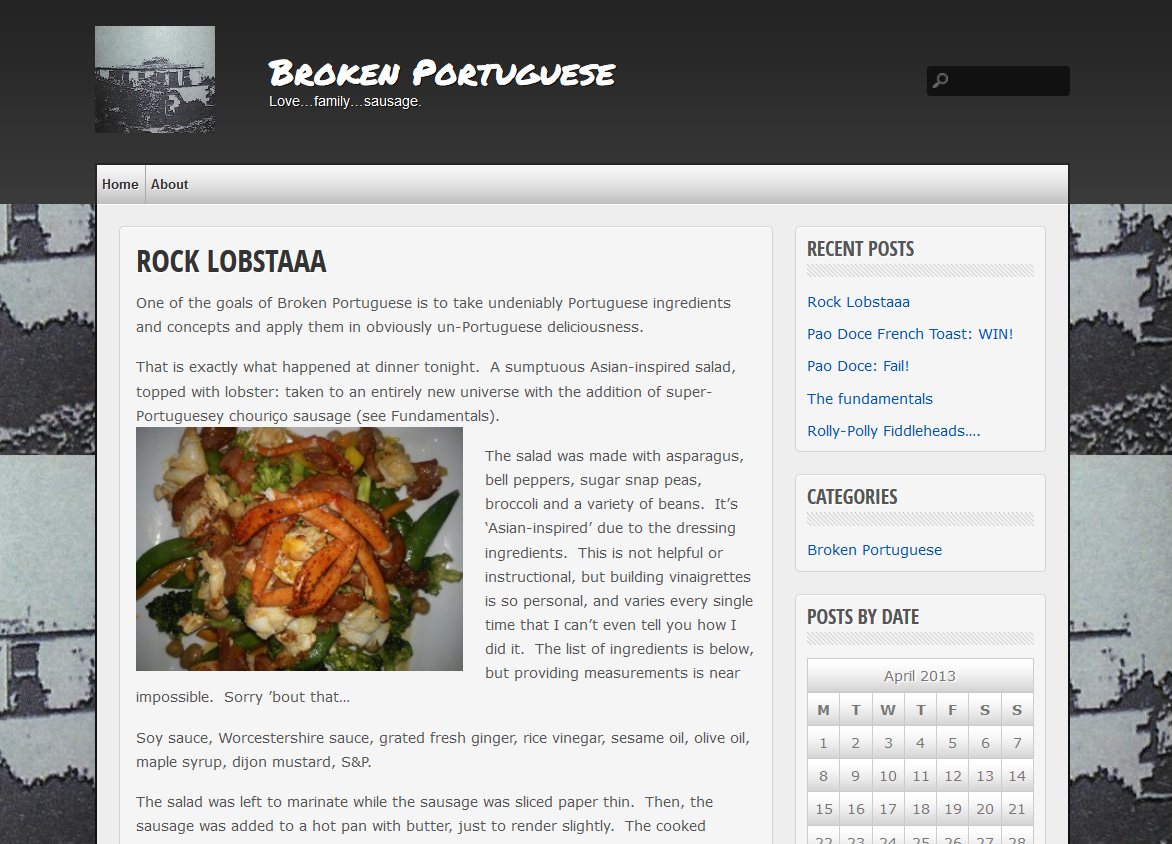 Broken Portuguese
Love…family…sausage.
Home
About
ROCK LOBSTAAA
One of the goals of Broken Portuguese is to take undeniably Portuguese ingredients
and concepts and apply them in obviously un-Portuguese deliciousness.
That is exactly what happened at dinner tonight.  A sumptuous Asian-inspired salad,
topped with lobster: taken to an entirely new universe with the addition of super-
Portuguesey chouriço sausage (see Fundamentals).
The salad was made with asparagus,
bell peppers, sugar snap peas,
broccoli and a variety of beans.  It’s
‘Asian-inspired’ due to the dressing
ingredients.  This is not helpful or
instructional, but building vinaigrettes
is so personal, and varies every single
time that I can’t even tell you how I
did it.  The list of ingredients is below,
but providing measurements is near
impossible.  Sorry ’bout that…
Soy sauce, Worcestershire sauce, grated fresh ginger, rice vinegar, sesame oil, olive oil,
maple syrup, dijon mustard, S&P.
The salad was left to marinate while the sausage was sliced paper thin.  Then, the
sausage was added to a hot pan with butter, just to render slightly.  The cooked
RECENT POSTS
Rock Lobstaaa
Pao Doce French Toast: WIN!
Pao Doce: Fail!
The fundamentals
Rolly-Polly Fiddleheads….
CATEGORIES
Broken Portuguese
POSTS BY DATE
April 2013
M T W T F S S
1 2 3 4 5 6 7
8 9 10 11 12 13 14
15 16 17 18 19 20 21
22 23 24 25 26 27 28